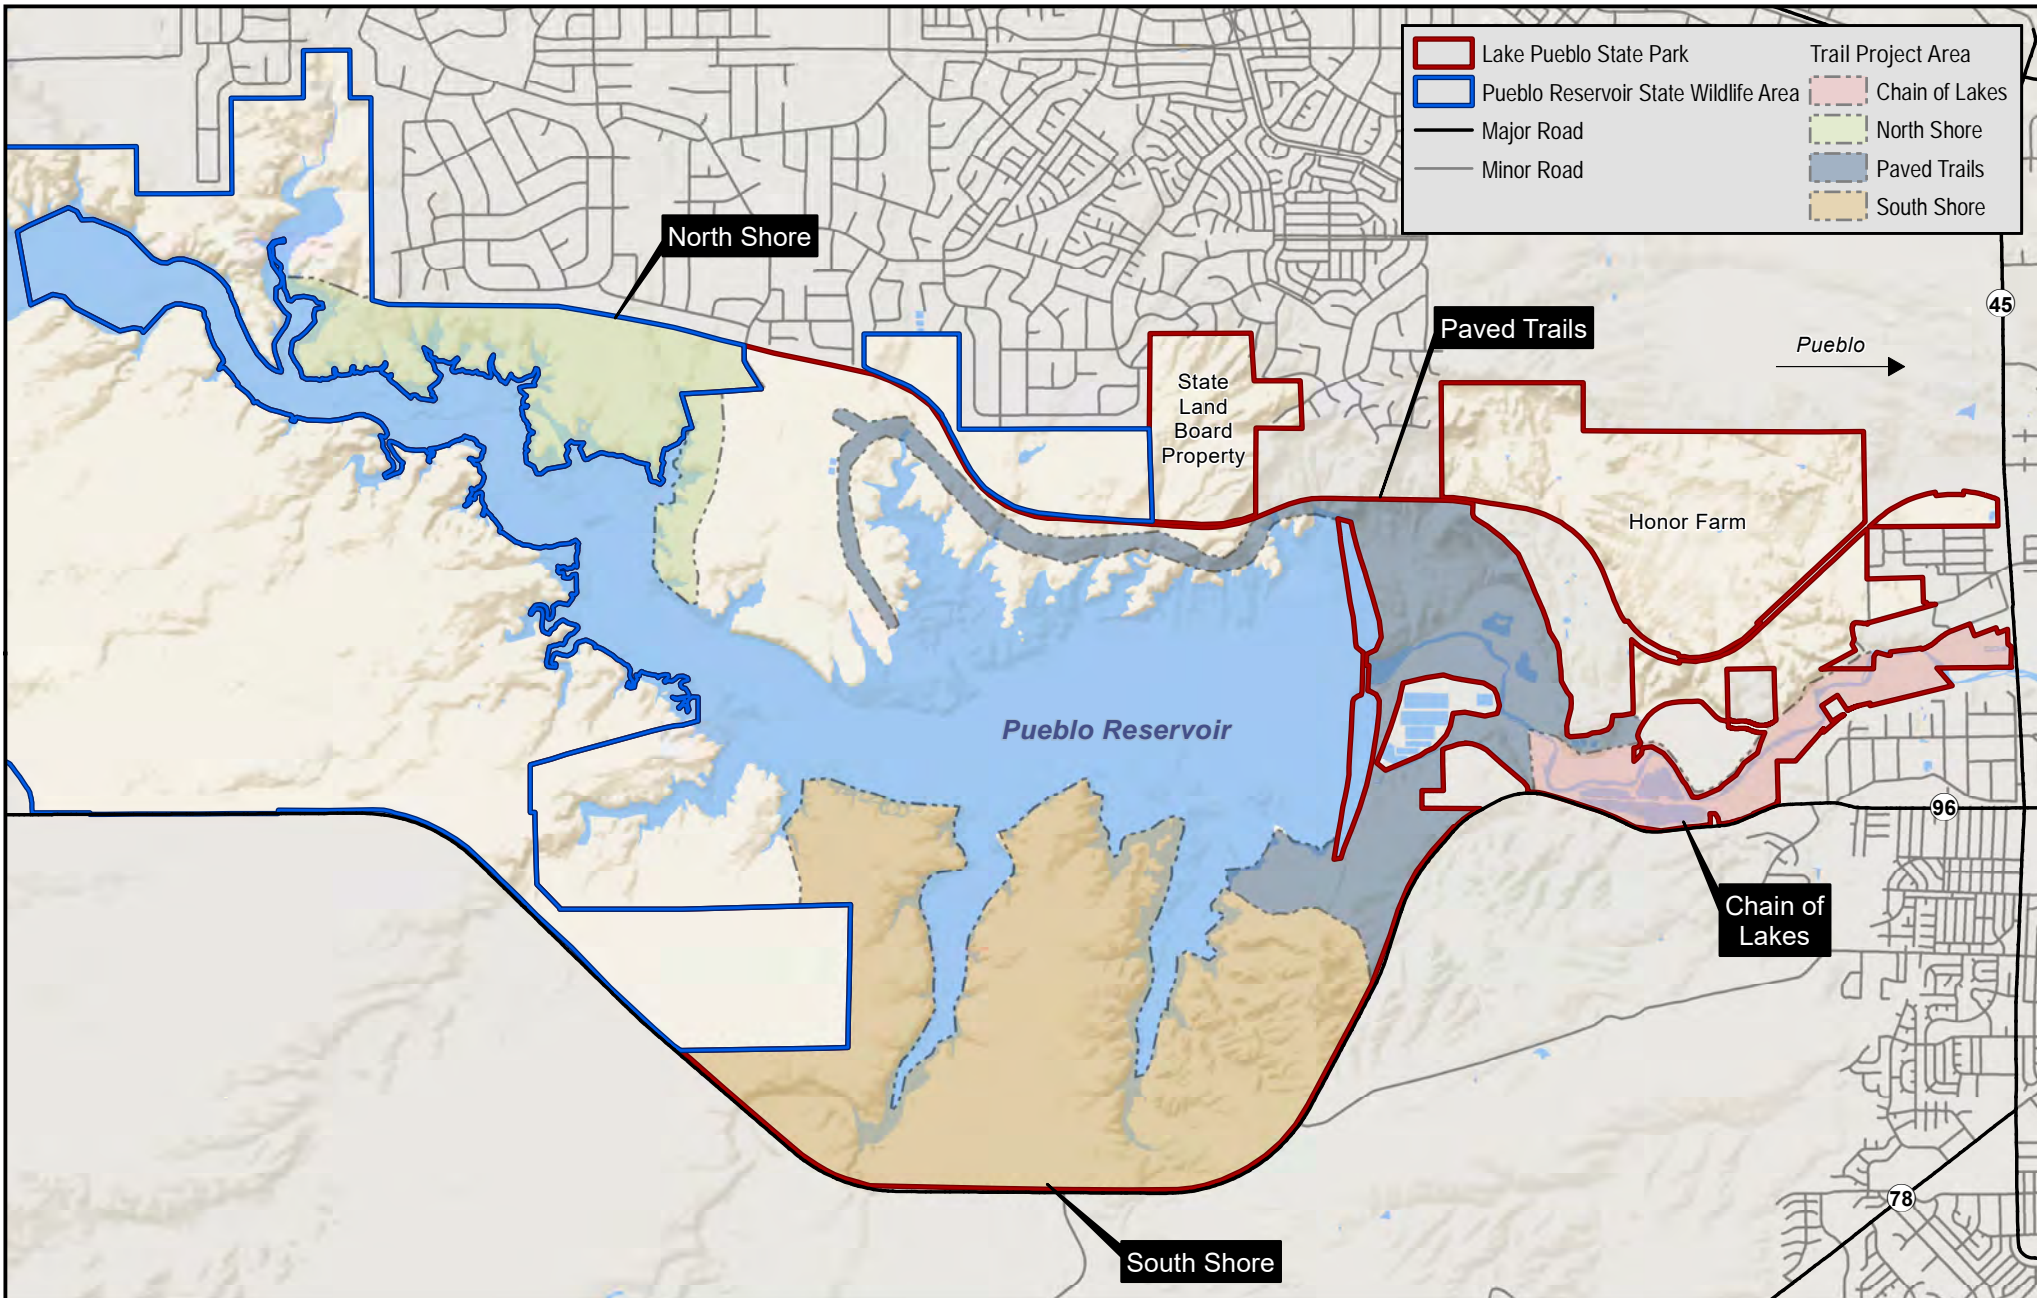 Lake Pueblo State Park
Pueblo Reservoir State Wildlife Area
Major Road
Minor Road
Trail Project Area
Chain of Lakes
North Shore
Paved Trails
South Shore
North Shore
45
Paved Trails
Pueblo
State
Land
Board
Property
Honor Farm
Pueblo Reservoir
96
Chain of
Lakes
78
South Shore